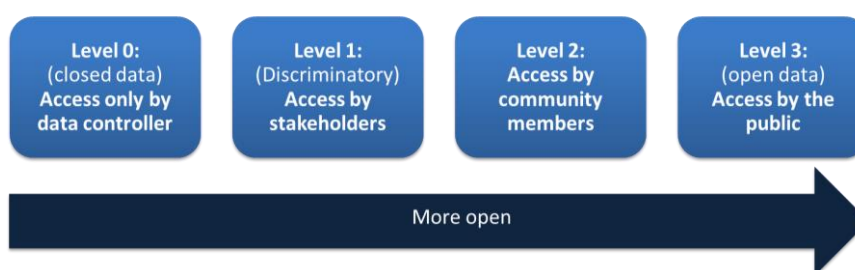 Level 0:
(closed data)
Access only by
data controller
Level 1:
(Discriminatory)
Access by
stakeholders
Level 2:
Access by
community
members
Level 3:
(open data)
Access by the
public
More open